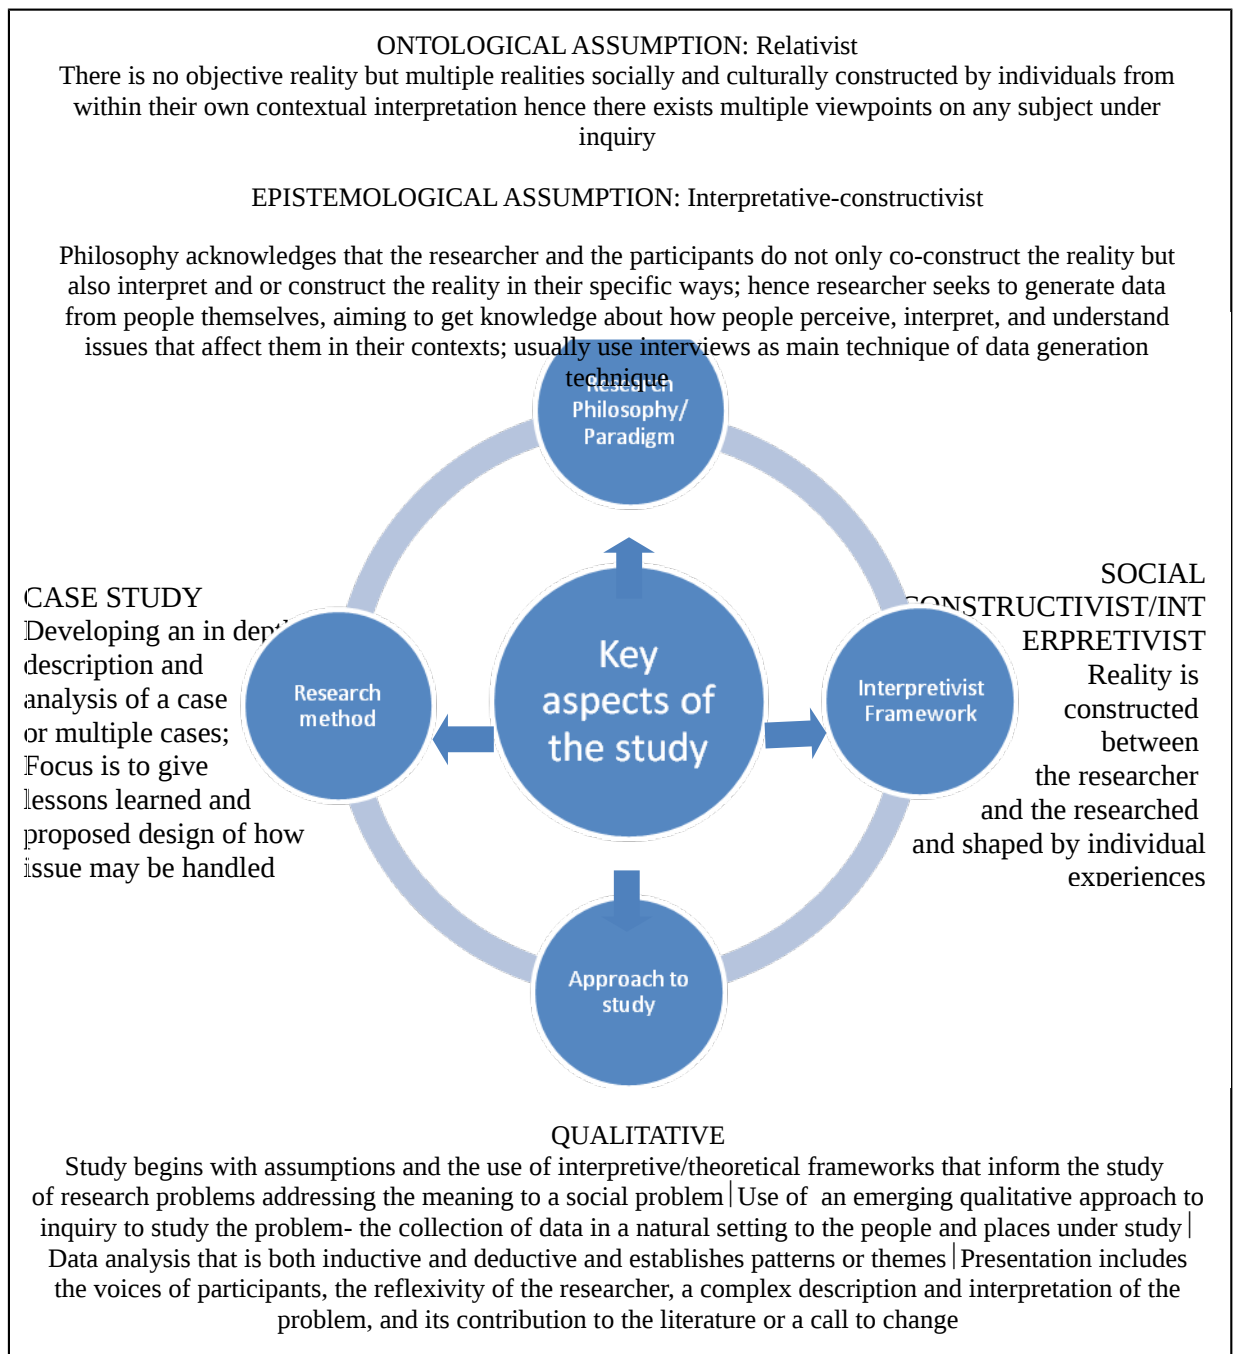 ONTOLOGICAL ASSUMPTION: Relativist
There is no objective reality but multiple realities socially and culturally constructed by individuals from
within their own contextual interpretation hence there exists multiple viewpoints on any subject under
inquiry
EPISTEMOLOGICAL ASSUMPTION: Interpretative-constructivist
Philosophy acknowledges that the researcher and the participants do not only co-construct the reality but
also interpret and or construct the reality in their specific ways; hence researcher seeks to generate data
from people themselves, aiming to get knowledge about how people perceive, interpret, and understand
issues that affect them in their contexts; usually use interviews as main technique of data generation
technique
Research
Philosophy/
Paradigm
CASE STUDY
Developing an in depth
description and
analysis of a case
or multiple cases;
Focus is to give
lessons learned and
proposed design of how
issue may be handled
Research
method
Key
aspects of
the study
Interpretivist
Framework
SOCIAL
CONSTRUCTIVIST/INT
ERPRETIVIST
Reality is
constructed
between
the researcher
and the researched
and shaped by individual
experiences
Approach to
study
QUALITATIVE
Study begins with assumptions and the use of interpretive/theoretical frameworks that inform the study
of research problems addressing the meaning to a social problem│Use of an emerging qualitative approach to
inquiry to study the problem- the collection of data in a natural setting to the people and places under study│
Data analysis that is both inductive and deductive and establishes patterns or themes│Presentation includes
the voices of participants, the reflexivity of the researcher, a complex description and interpretation of the
problem, and its contribution to the literature or a call to change